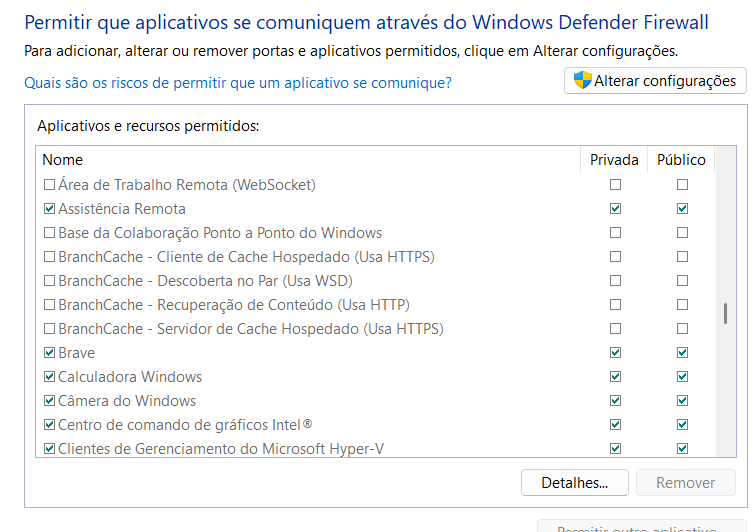 Permitir que aplicativos se comuniquem através do Windows Defender Firewall
Para adicionar, alterar ou remover portas e aplicativos permitidos, clique em Alterar configurações.
Quais são os riscos de permitir que um aplicativo se comunique?
Alterar configurações
Aplicativos e recursos permitidos:
Nome Privada Público
Área de Trabalho Remota (WebSocket)
Assistência Remota
Base da Colaboração Ponto a Ponto do Windows
BranchCache - Cliente de Cache Hospedado (Usa HTTPS)
BranchCache - Descoberta no Par (Usa WSD)
BranchCache - Recuperação de Conteúdo (Usa HTTP)
BranchCache - Servidor de Cache Hospedado (Usa HTTPS)
Brave
Calculadora Windows
Câmera do Windows
Centro de comando de gráficos Intel®
Clientes de Gerenciamento do Microsoft Hyper-V
Detalhes... Remover
Permitir outro aplicativo...